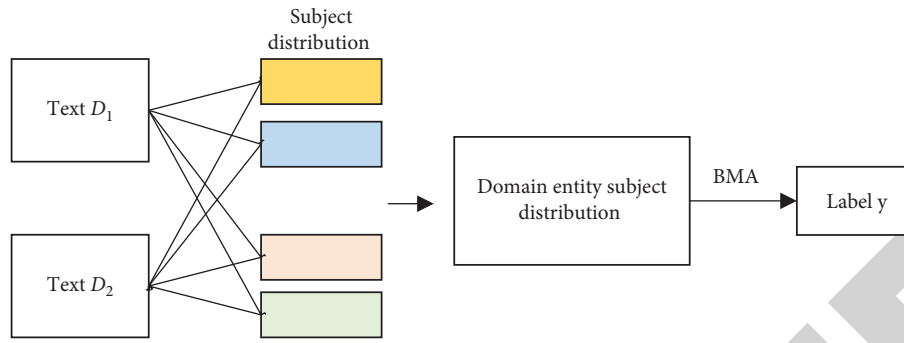 Subject
distribution
Text D₁
Text D₂
Domain entity subject
distribution
BMA
Label y